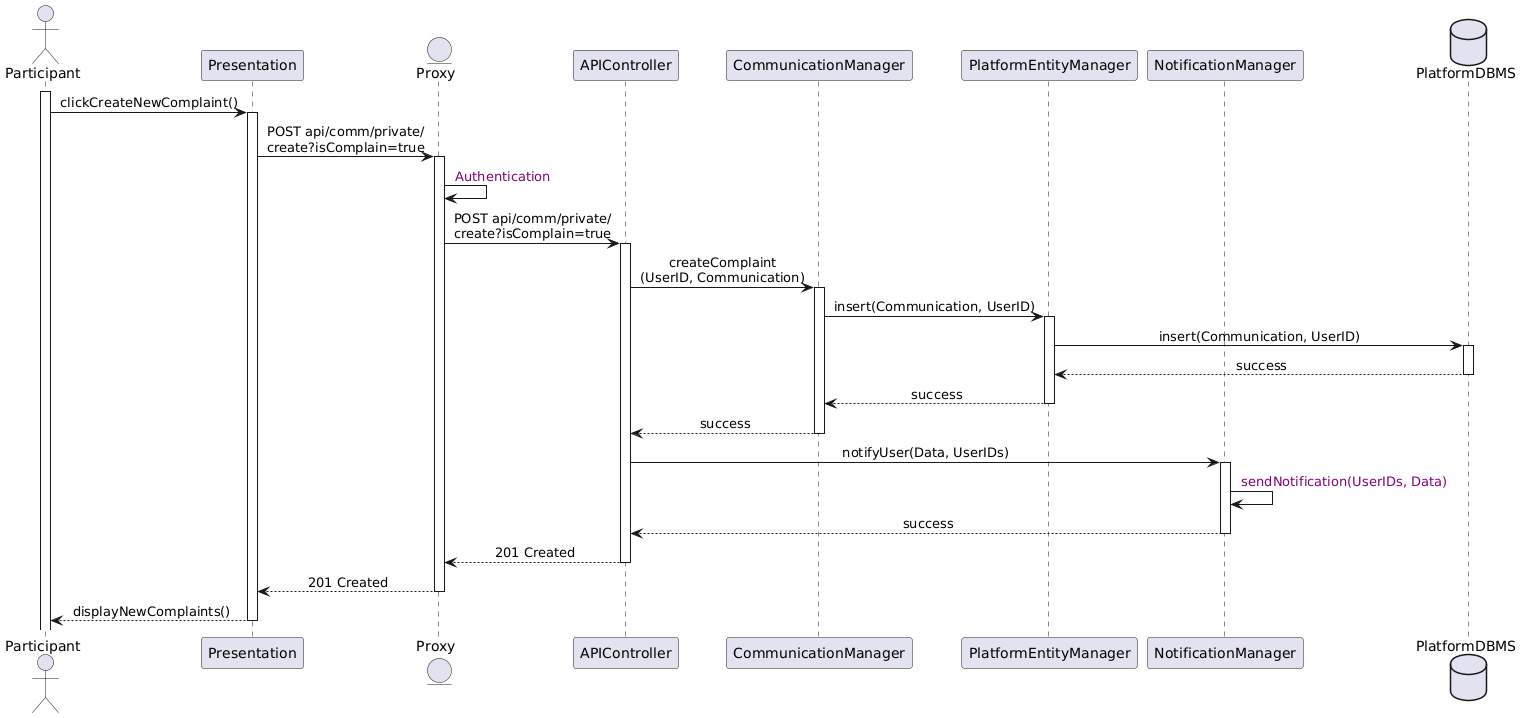 Participant
Presentation
Proxy
APIController
CommunicationManager
PlatformEntityManager
NotificationManager
PlatformDBMS
clickCreateNewComplaint()
POST api/comm/private/
create?isComplain=true
Authentication
POST api/comm/private/
create?isComplain=true
createComplaint
(UserID, Communication)
insert(Communication, UserID)
insert(Communication, UserID)
success
success
success
notifyUser(Data, UserIDs)
sendNotification(UserIDs, Data)
success
201 Created
201 Created
displayNewComplaints()
Participant
Presentation
Proxy
APIController
CommunicationManager
PlatformEntityManager
NotificationManager
PlatformDBMS